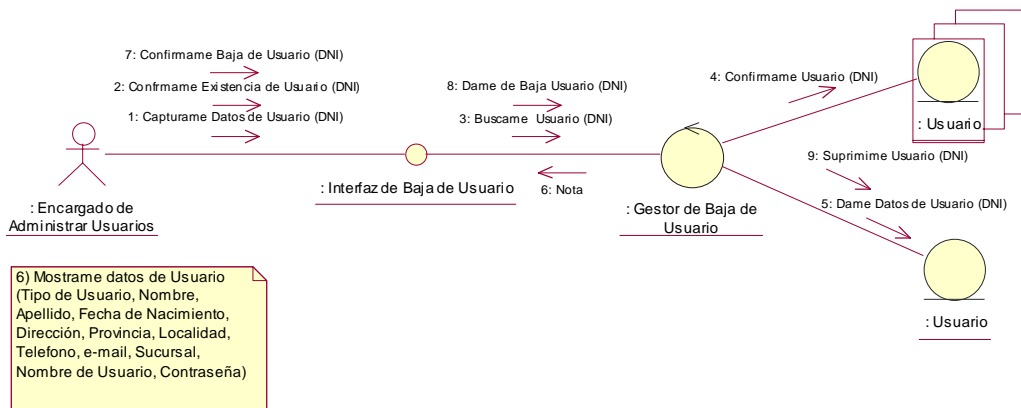 7: Confirmame Baja de Usuario (DNI)
2: Confrmame Existencia de Usuario (DNI)
1: Capturame Datos de Usuario (DNI)
8: Dame de Baja Usuario (DNI)
3: Buscame Usuario (DNI)
4: Confirmame Usuario (DNI)
: Usuario
9: Suprimime Usuario (DNI)
5: Dame Datos de Usuario (DNI)
6: Nota
: Encargado de
Administrar Usuarios
: Interfaz de Baja de Usuario
: Gestor de Baja de
Usuario
: Usuario
6) Mostrame datos de Usuario
(Tipo de Usuario, Nombre,
Apellido, Fecha de Nacimiento,
Dirección, Provincia, Localidad,
Telefono, e-mail, Sucursal,
Nombre de Usuario, Contraseña)